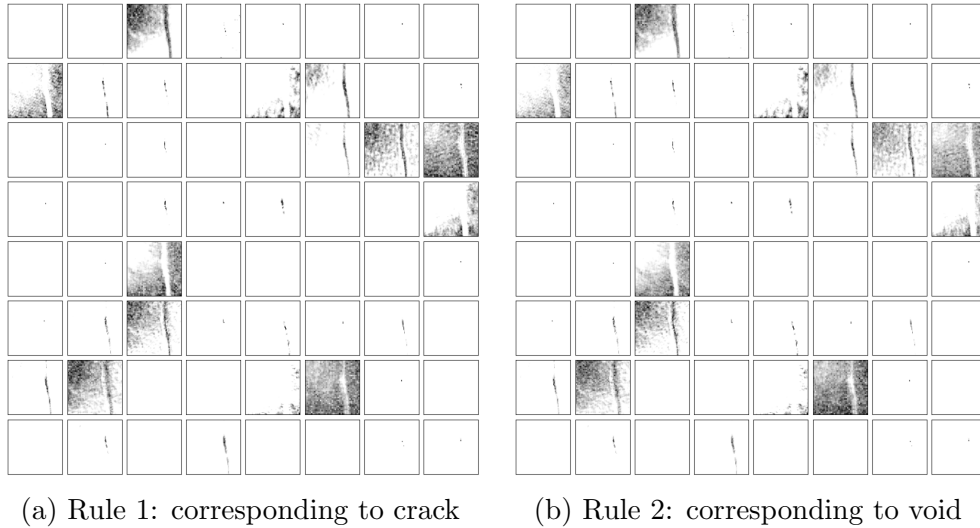 (a) Rule 1: corresponding to crack
(b) Rule 2: corresponding to void